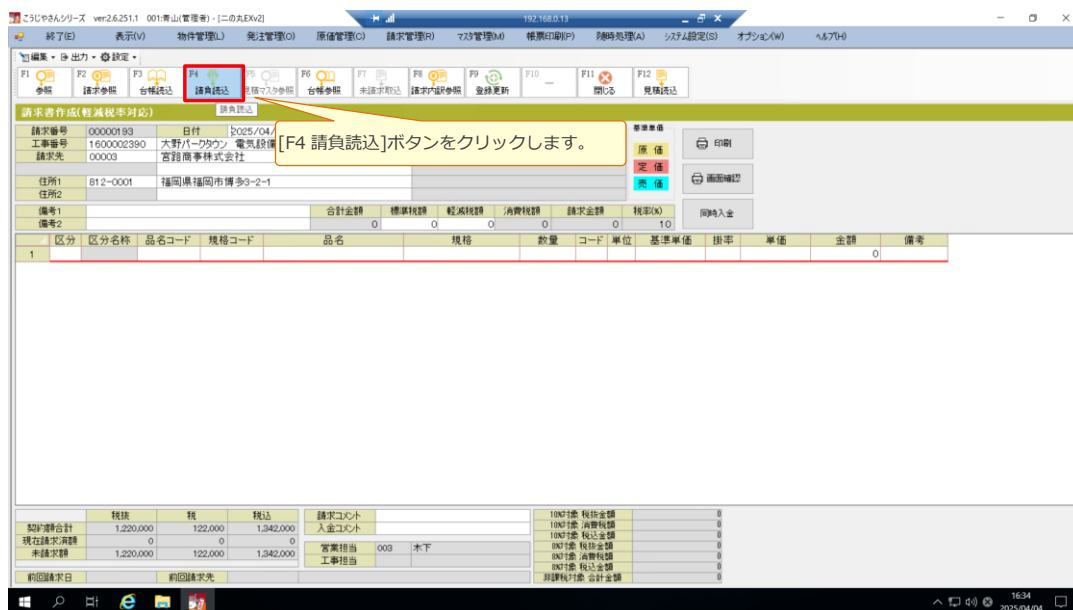 こうじやさんシリーズ ver:2.6.251.1 001:青山(管理者) - [二の丸EXv2] 192.168.0.13
終了(E) 表示(V) 物件管理(L) 発注管理(O) 原価管理(C) 請求管理(R) マスタ管理(M) 帳票印刷(P) 随時処理(A) システム設定(S) オプション(W) ヘルプ(H)
編集 出力 設定
F1 参照 F2 請求参照 F3 台帳読込 F4 請負読込 F5 見積マスタ参照 F6 台帳参照 F7 未請求取込 F8 請求内訳参照 F9 登録更新 F10 F11 閉じる F12 見積読込
請求書作成(軽減税率対応) 請負読込
請求番号 00000193 日付 2025/04/
工事番号 1600002390 大野パークタウン 電気設備
請求先 00003 宮路商事株式会社
[F4 請負読込]ボタンをクリックします。
基準単価
原 価
定 価
売 価
印刷
画面確認
同時入金
住所1 812-0001 福岡県福岡市博多3-2-1
住所2
備考1 合計金額 標準税額 軽減税額 消費税額 請求金額 税率(%)
備考2 0 0 0 0 0 10
区分 区分名称 品名コード 規格コード 品名 規格 数量 コード 単位 基準単価 掛率 単価 金額 備考
1 0
税抜 税 税込
契約額合計 1,220,000 122,000 1,342,000
現在請求済額 0 0 0
未請求額 1,220,000 122,000 1,342,000
前回請求日 前回請求先
請求コメント
入金コメント
営業担当 003 木下
工事担当
10%対象 税抜金額 0
10%対象 消費税額 0
10%対象 税込金額 0
8%対象 税抜金額 0
8%対象 消費税額 0
8%対象 税込金額 0
非課税対象 合計金額 0
16:34
2025/04/04